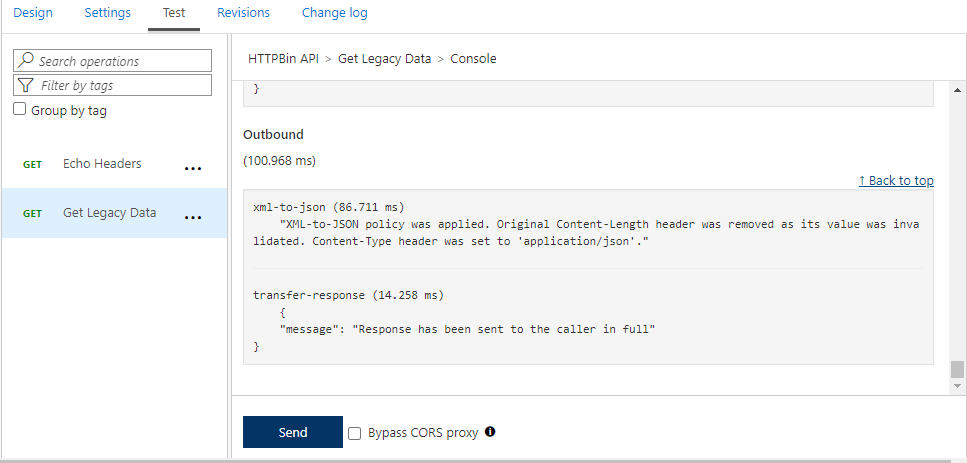 Design Settings Test Revisions Change log
Search operations
Filter by tags
Group by tag
GET Echo Headers ...
GET Get Legacy Data ...
HTTPBin API > Get Legacy Data > Console
}
Outbound
(100.968 ms)
↑ Back to top
xml-to-json (86.711 ms)
"XML-to-JSON policy was applied. Original Content-Length header was removed as its value was inva
lidated. Content-Type header was set to 'application/json'."
transfer-response (14.258 ms)
{
"message": "Response has been sent to the caller in full"
}
Send Bypass CORS proxy